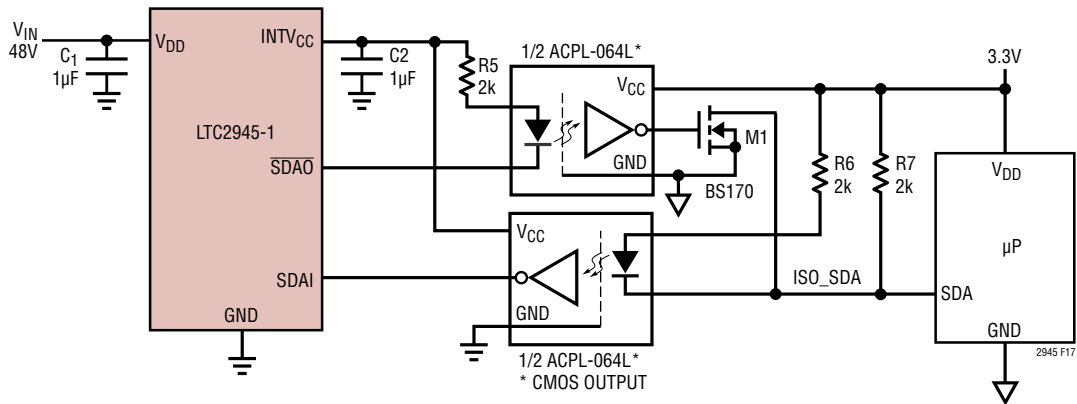 VIN
48V
C1
1µF
VDD
INTVCC
LTC2945-1
SDAO
SDAI
GND
C2
1µF
R5
2k
1/2 ACPL-064L*
VCC
GND
M1
BS170
VCC
GND
1/2 ACPL-064L*
* CMOS OUTPUT
3.3V
R6
2k
R7
2k
ISO_SDA
VDD
µP
SDA
GND
2945 F17